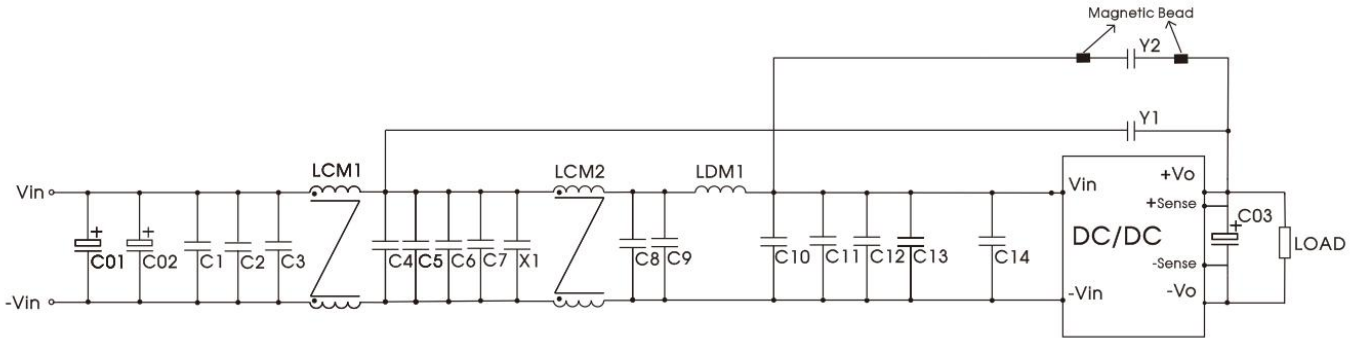 Magnetic Bead
Y2
Y1
LCM1
LCM2
LDM1
Vin
Vin
+Vo
+Sense
C01
C02
C1
C2
C3
C4
C5
C6
C7
X1
C8
C9
C10
C11
C12
C13
C14
DC/DC
C03
LOAD
-Sense
-Vin
-Vin
-Vo
+
+
+